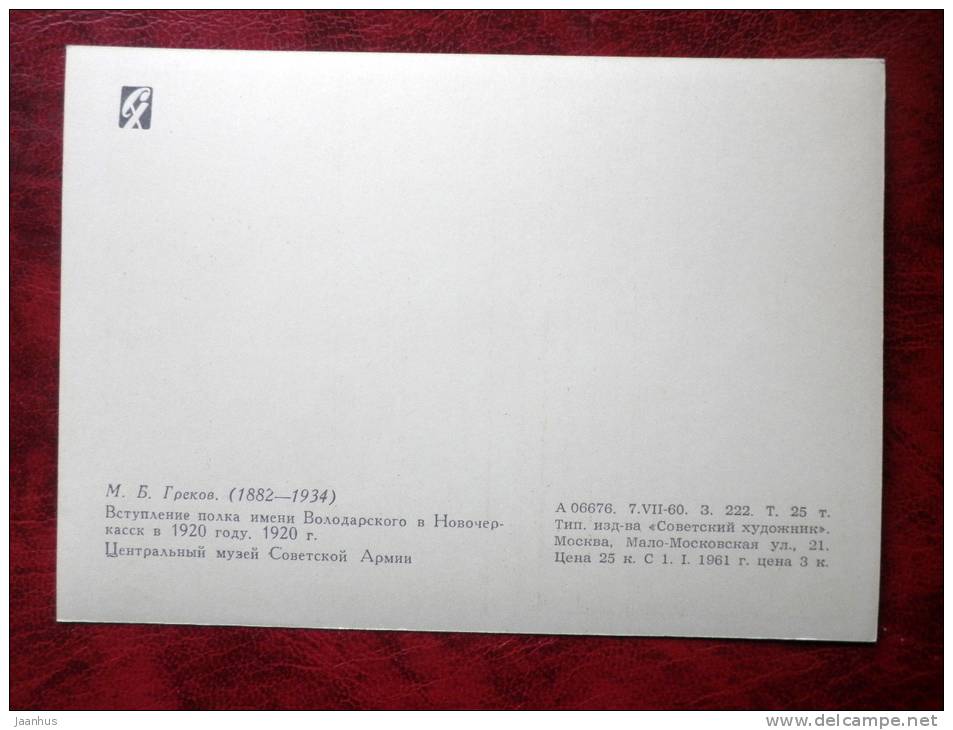 М. Б. Греков. (1882—1934)
Вступление полка имени Володарского в Новочер-
касск в 1920 году. 1920 г.
Центральный музей Советской Армии
А 06676. 7.VII-60. З. 222. Т. 25 т.
Тип. изд-ва «Советский художник».
Москва, Мало-Московская ул., 21.
Цена 25 к. С 1. I. 1961 г. цена 3 к.
jaanhus
www.delcampe.net